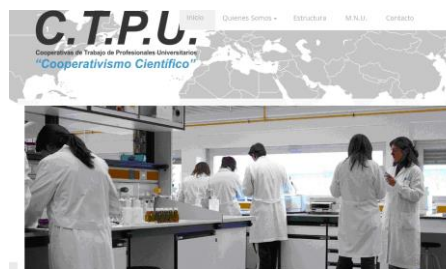 C.T.P.U.
Inicio Quienes Somos Estructura M.N.U. Contacto
Cooperativas de Trabajo de Profesionales Universitarios
"Cooperativismo Científico"